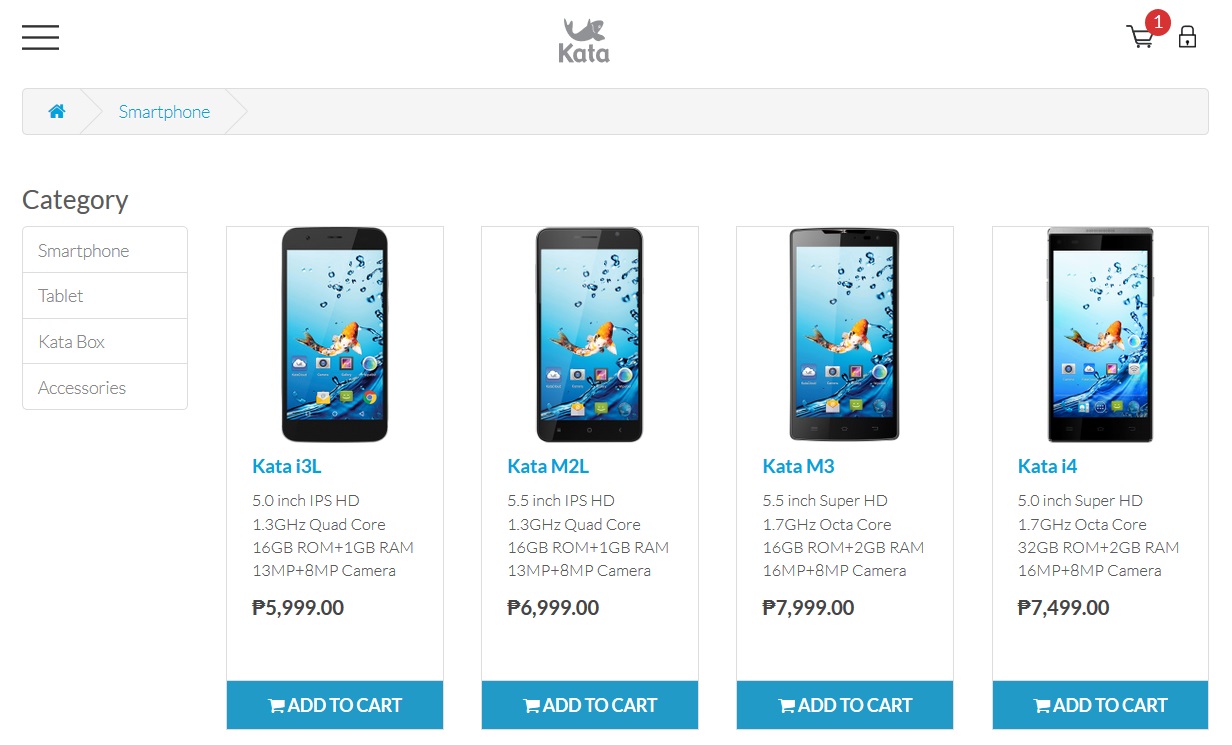 Kata
1
Smartphone
Category
Smartphone
Tablet
Kata Box
Accessories
Kata i3L
5.0 inch IPS HD
1.3GHz Quad Core
16GB ROM+1GB RAM
13MP+8MP Camera
₱5,999.00
ADD TO CART
Kata M2L
5.5 inch IPS HD
1.3GHz Quad Core
16GB ROM+1GB RAM
13MP+8MP Camera
₱6,999.00
ADD TO CART
Kata M3
5.5 inch Super HD
1.7GHz Octa Core
16GB ROM+2GB RAM
16MP+8MP Camera
₱7,999.00
ADD TO CART
Kata i4
5.0 inch Super HD
1.7GHz Octa Core
32GB ROM+2GB RAM
16MP+8MP Camera
₱7,499.00
ADD TO CART